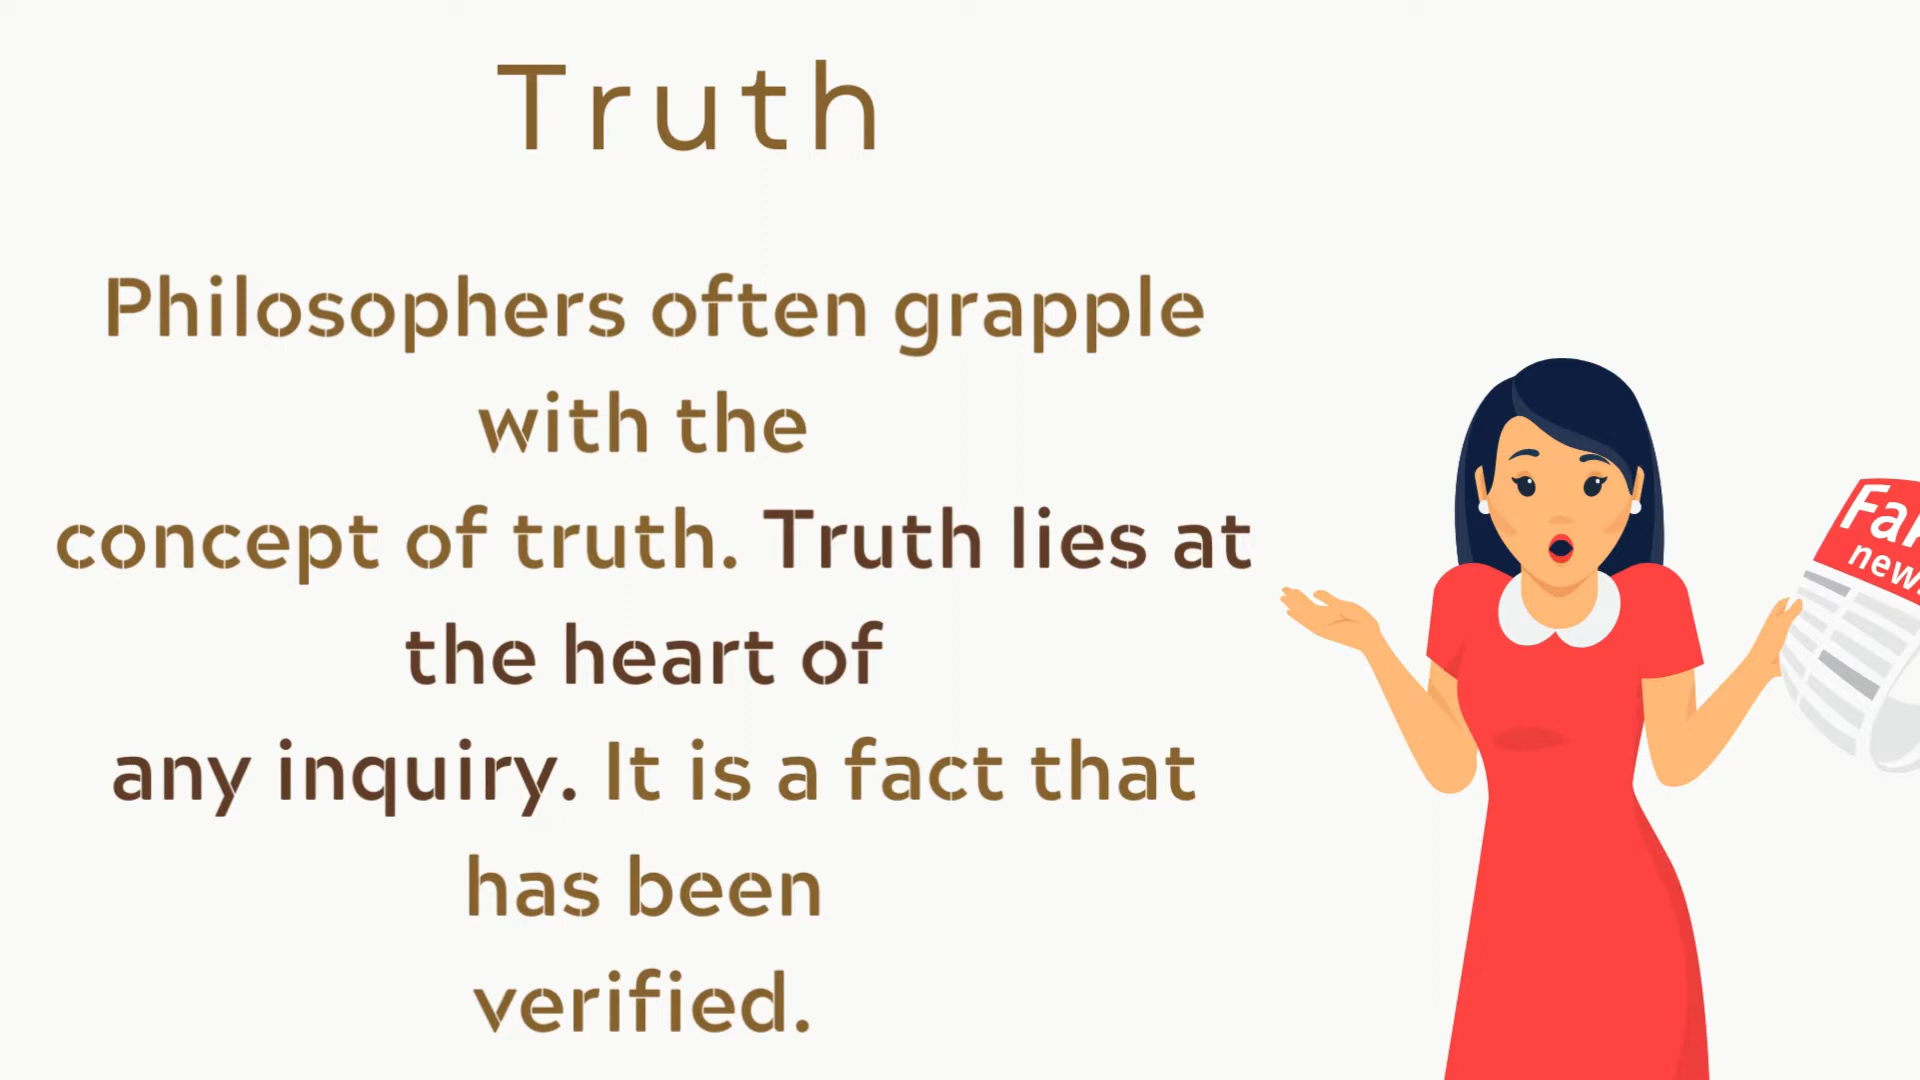 Truth
Philosophers often grapple
with the
concept of truth. Truth lies at
the heart of
any inquiry. It is a fact that
has been
verified.